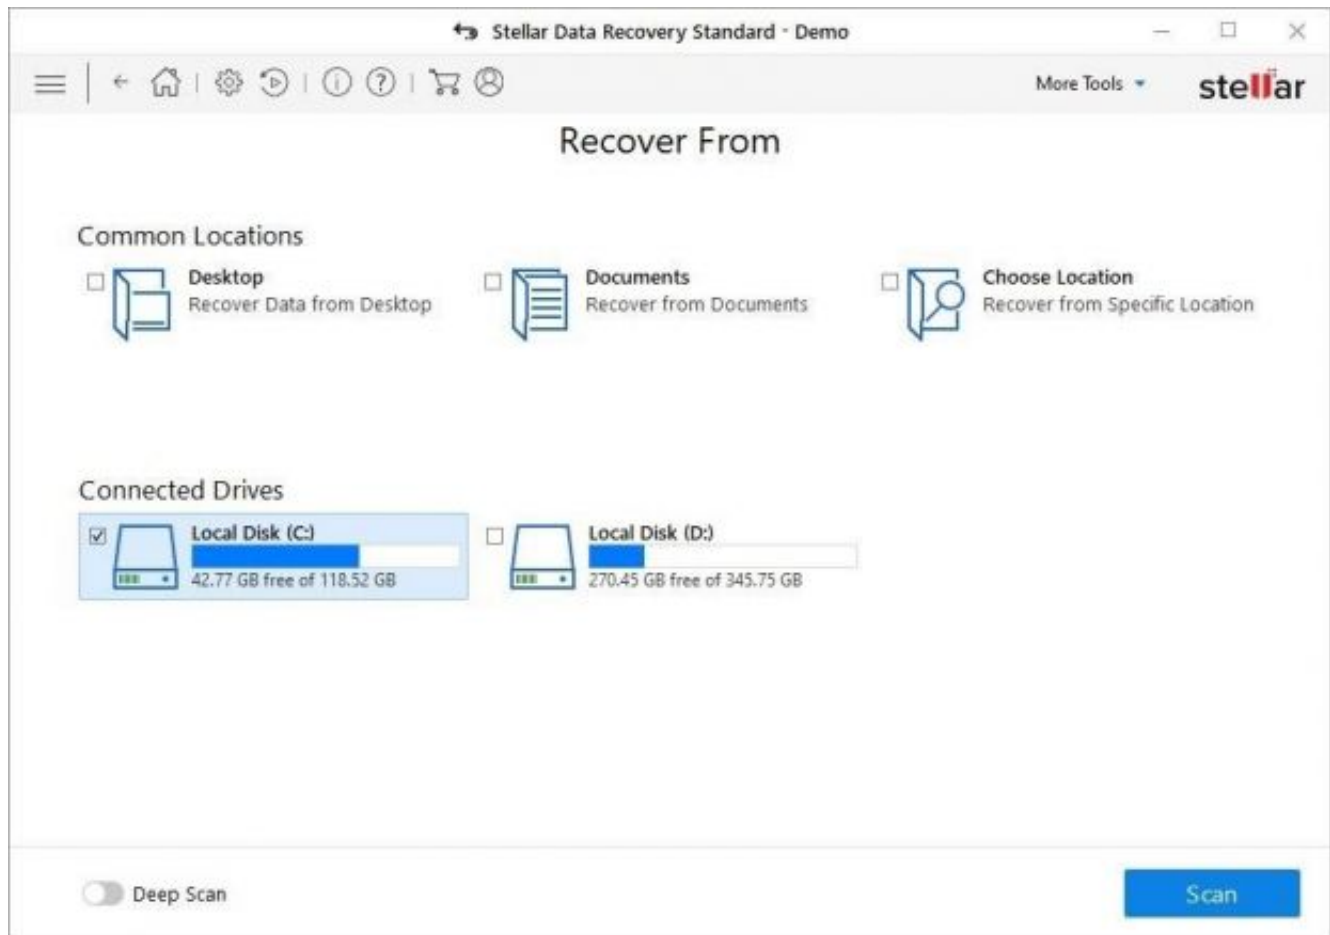 Stellar Data Recovery Standard - Demo
More Tools
stellar
Recover From
Common Locations
Desktop
Recover Data from Desktop
Documents
Recover from Documents
Choose Location
Recover from Specific Location
Connected Drives
Local Disk (C:)
42.77 GB free of 118.52 GB
Local Disk (D:)
270.45 GB free of 345.75 GB
Deep Scan
Scan